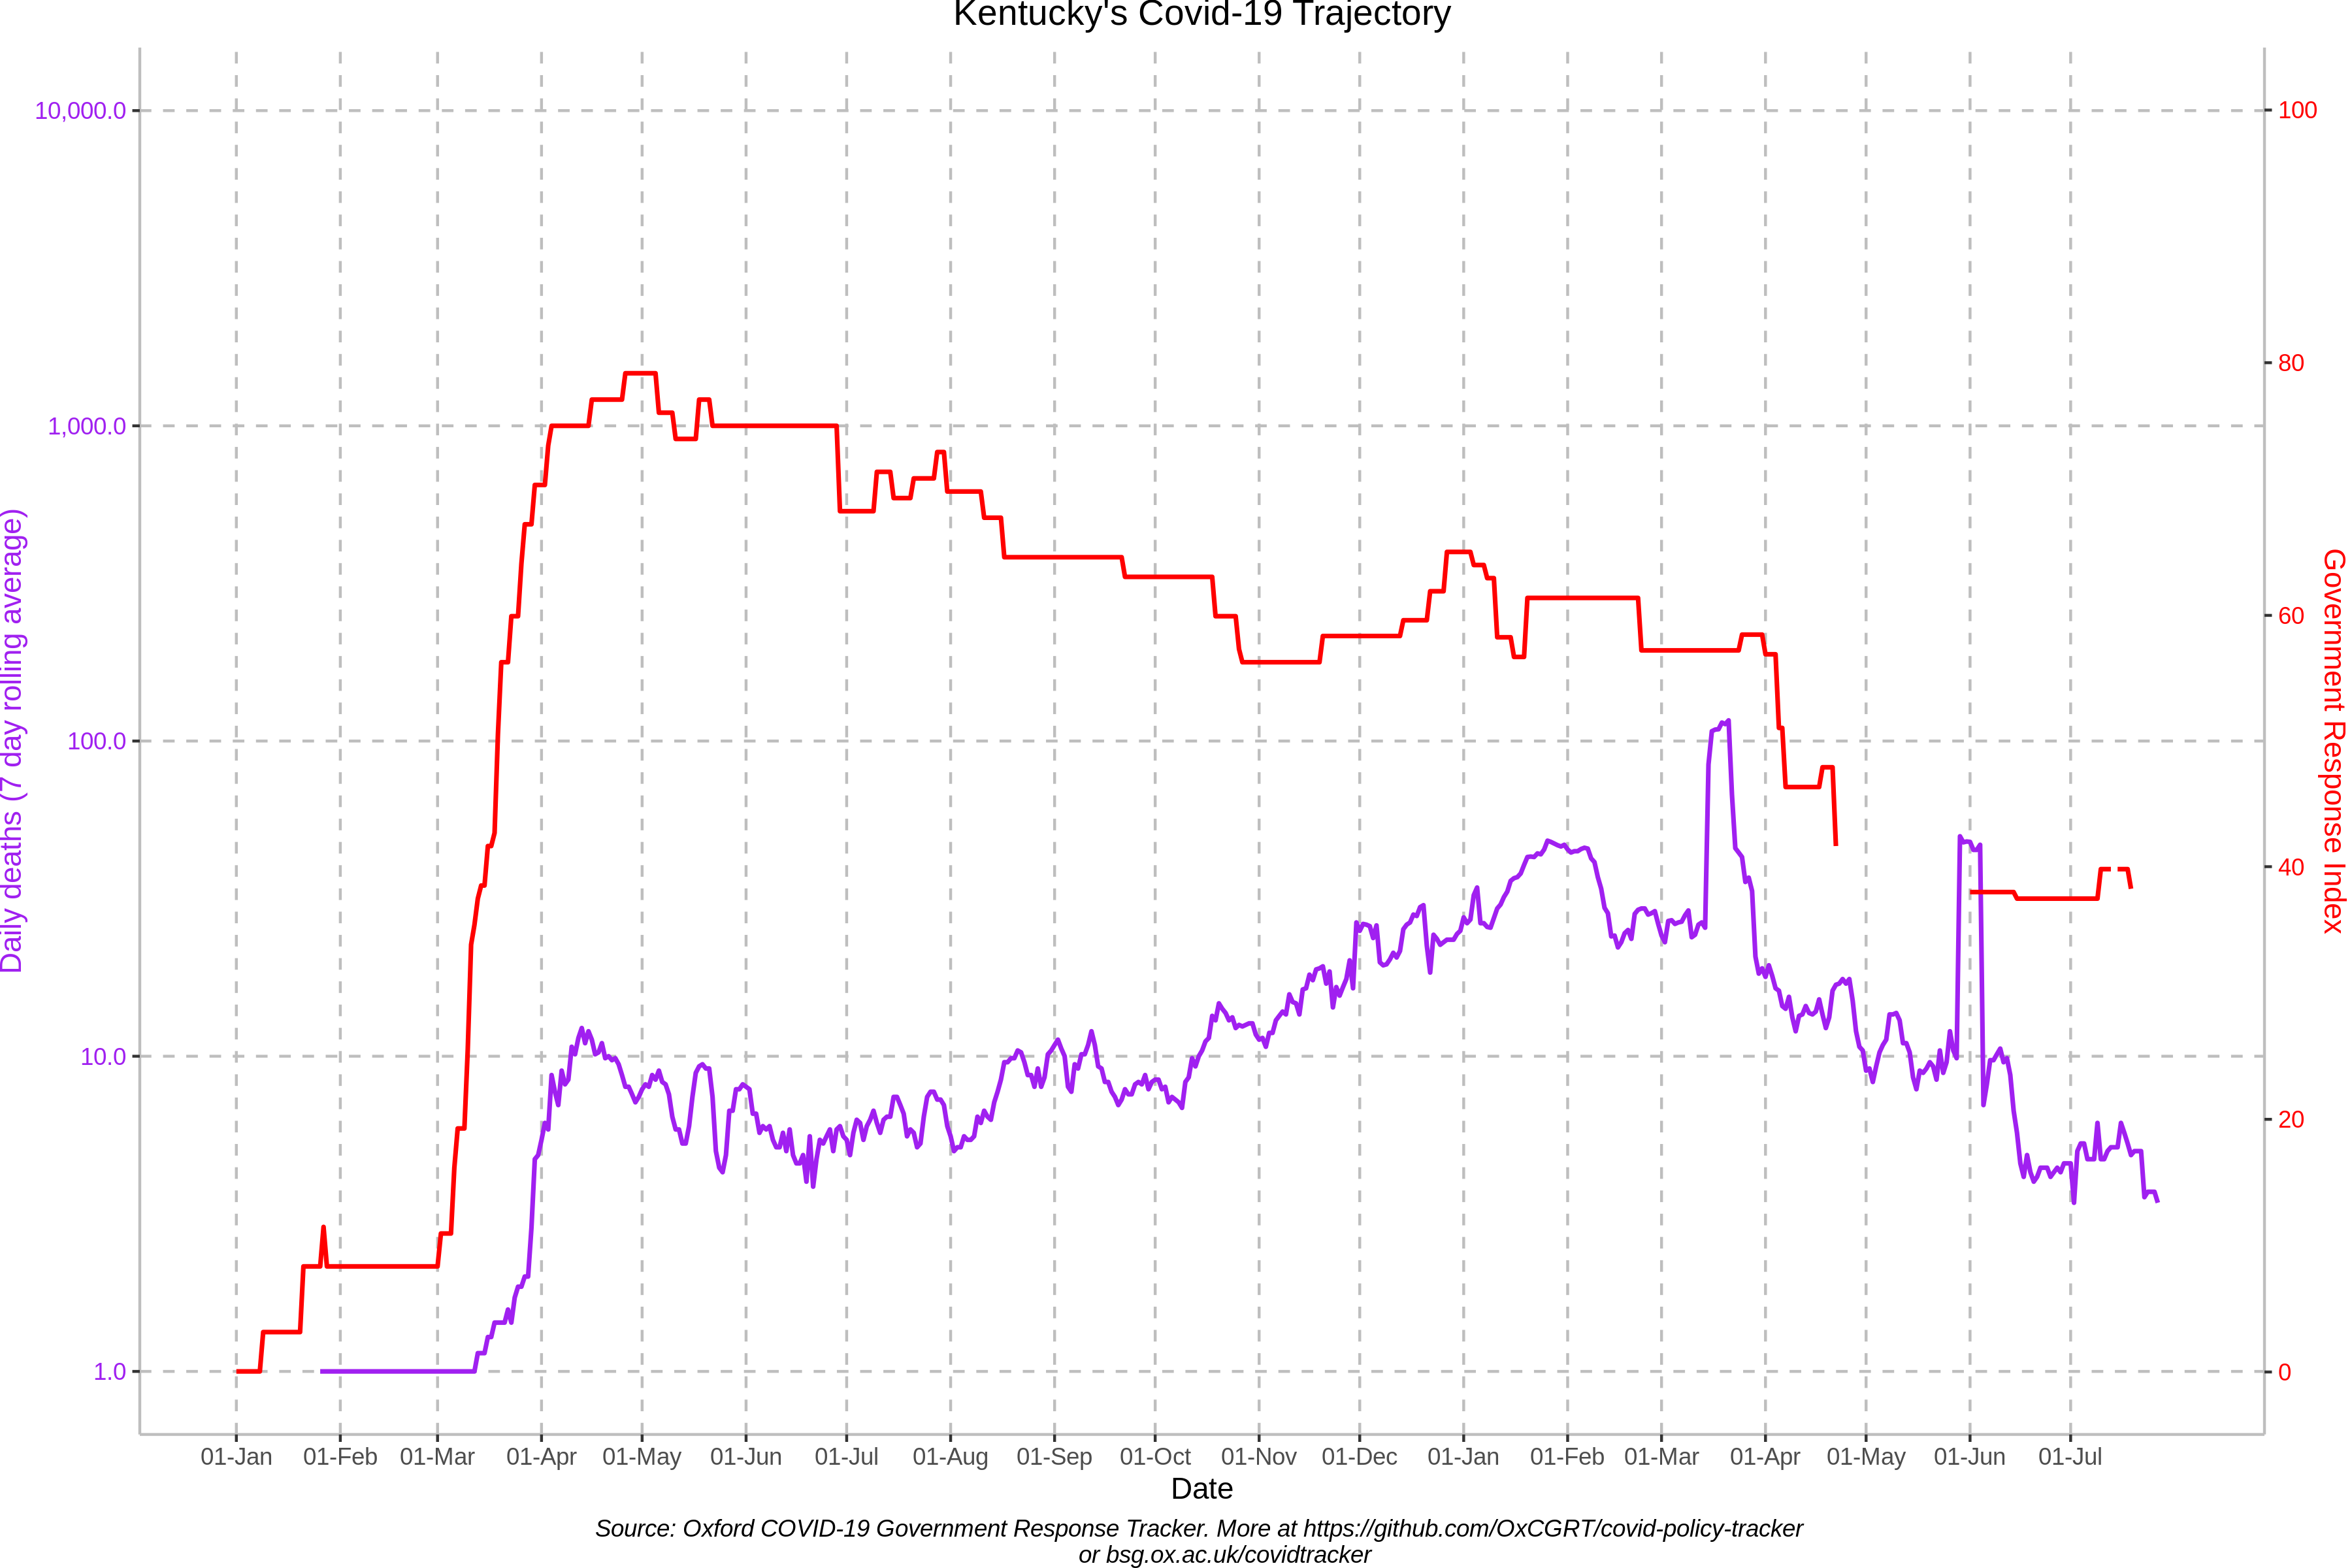 Kentucky's Covid-19 Trajectory
10,000.0
1,000.0
100.0
10.0
1.0
Daily deaths (7 day rolling average)
100
80
60
40
20
0
Government Response Index
01-Jan 01-Feb 01-Mar 01-Apr 01-May 01-Jun 01-Jul 01-Aug 01-Sep 01-Oct 01-Nov 01-Dec 01-Jan 01-Feb 01-Mar 01-Apr 01-May 01-Jun 01-Jul
Date
Source: Oxford COVID-19 Government Response Tracker. More at https://github.com/OxCGRT/covid-policy-tracker
or bsg.ox.ac.uk/covidtracker